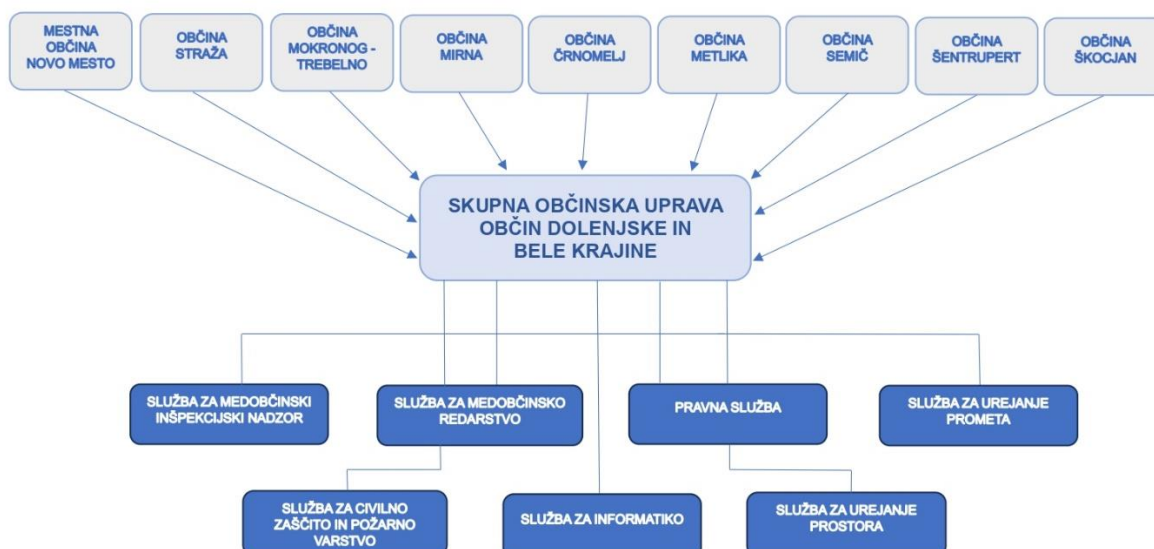 MESTNA
OBČINA
NOVO MESTO
OBČINA
STRAŽA
OBČINA
MOKRONOG -
TREBELNO
OBČINA
MIRNA
OBČINA
ČRNOMELJ
OBČINA
METLIKA
OBČINA
SEMIČ
OBČINA
ŠENTRUPERT
OBČINA
ŠKOCJAN
SKUPNA OBČINSKA UPRAVA
OBČIN DOLENJSKE IN
BELE KRAJINE
SLUŽBA ZA MEDOBČINSKI
INŠPEKCIJSKI NADZOR
SLUŽBA ZA MEDOBČINSKO
REDARSTVO
PRAVNA SLUŽBA
SLUŽBA ZA UREJANJE
PROMETA
SLUŽBA ZA CIVILNO
ZAŠČITO IN POŽARNO
VARSTVO
SLUŽBA ZA INFORMATIKO
SLUŽBA ZA UREJANJE
PROSTORA